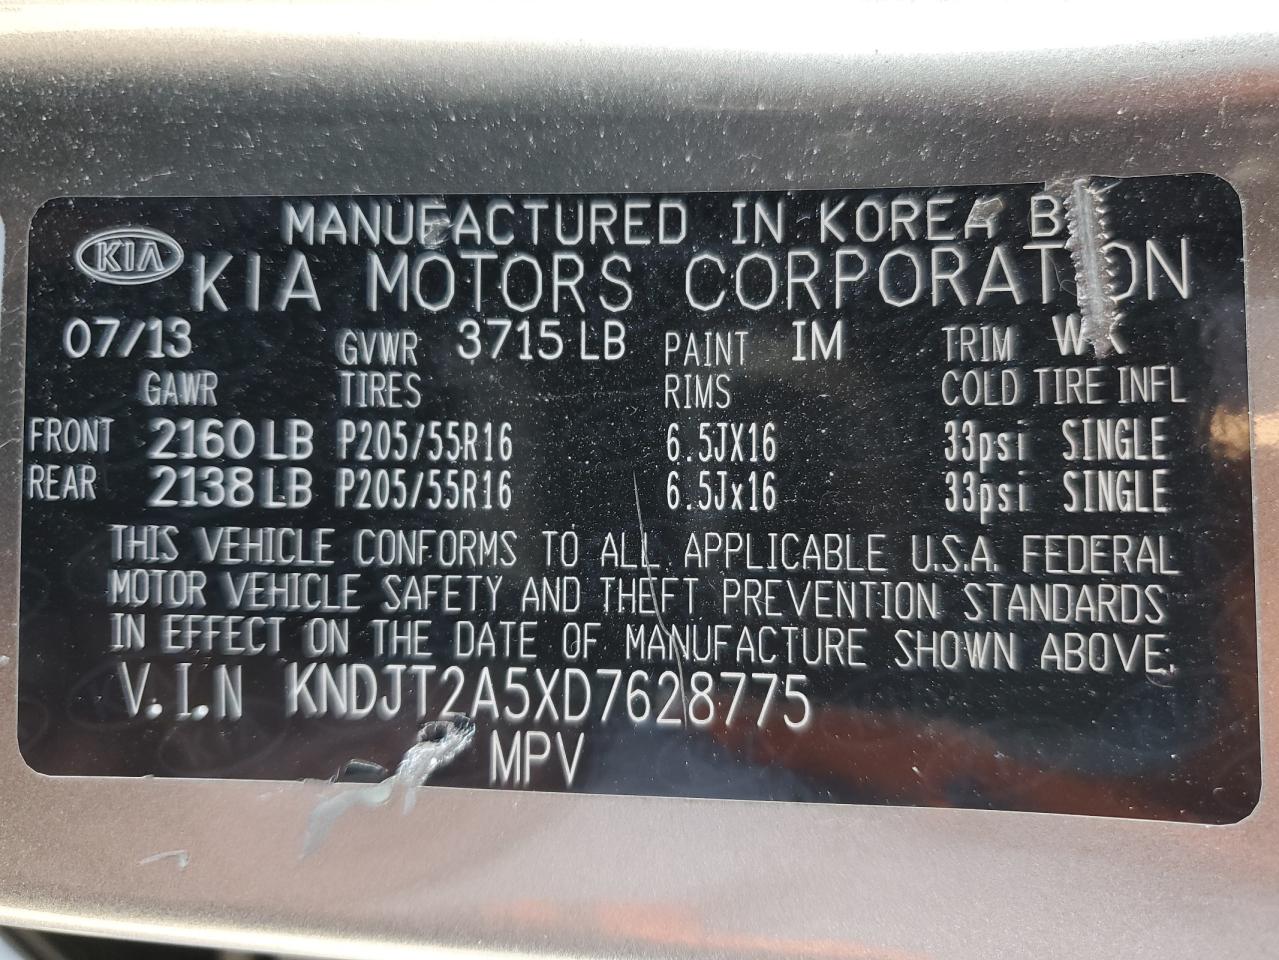 MANUFACTURED IN KOREA BY
KIA KIA MOTORS CORPORATION
07/13 GVWR 3715 LB PAINT IM TRIM
GAWR TIRES RIMS COLD TIRE INFL
FRONT 2160 LB P205/55R16 6.5JX16 33psi SINGLE
REAR 2138 LB P205/55R16 6.5Jx16 33psi SINGLE
THIS VEHICLE CONFORMS TO ALL APPLICABLE U.S.A. FEDERAL
MOTOR VEHICLE SAFETY AND THEFT PREVENTION STANDARDS
IN EFFECT ON THE DATE OF MANUFACTURE SHOWN ABOVE.
V.I.N KNDJT2A5XD7628775
MPV